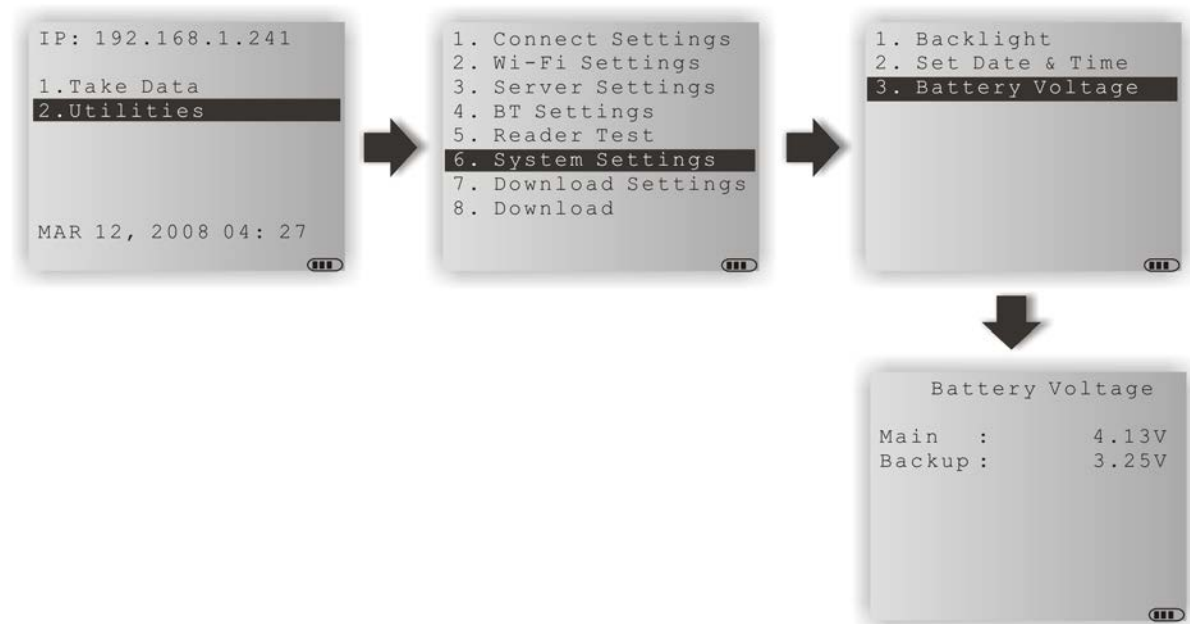 IP: 192.168.1.241
1.Take Data
2.Utilities
MAR 12, 2008 04: 27
1. Connect Settings
2. Wi-Fi Settings
3. Server Settings
4. BT Settings
5. Reader Test
6. System Settings
7. Download Settings
8. Download
1. Backlight
2. Set Date & Time
3. Battery Voltage
Battery Voltage
Main : 4.13V
Backup : 3.25V